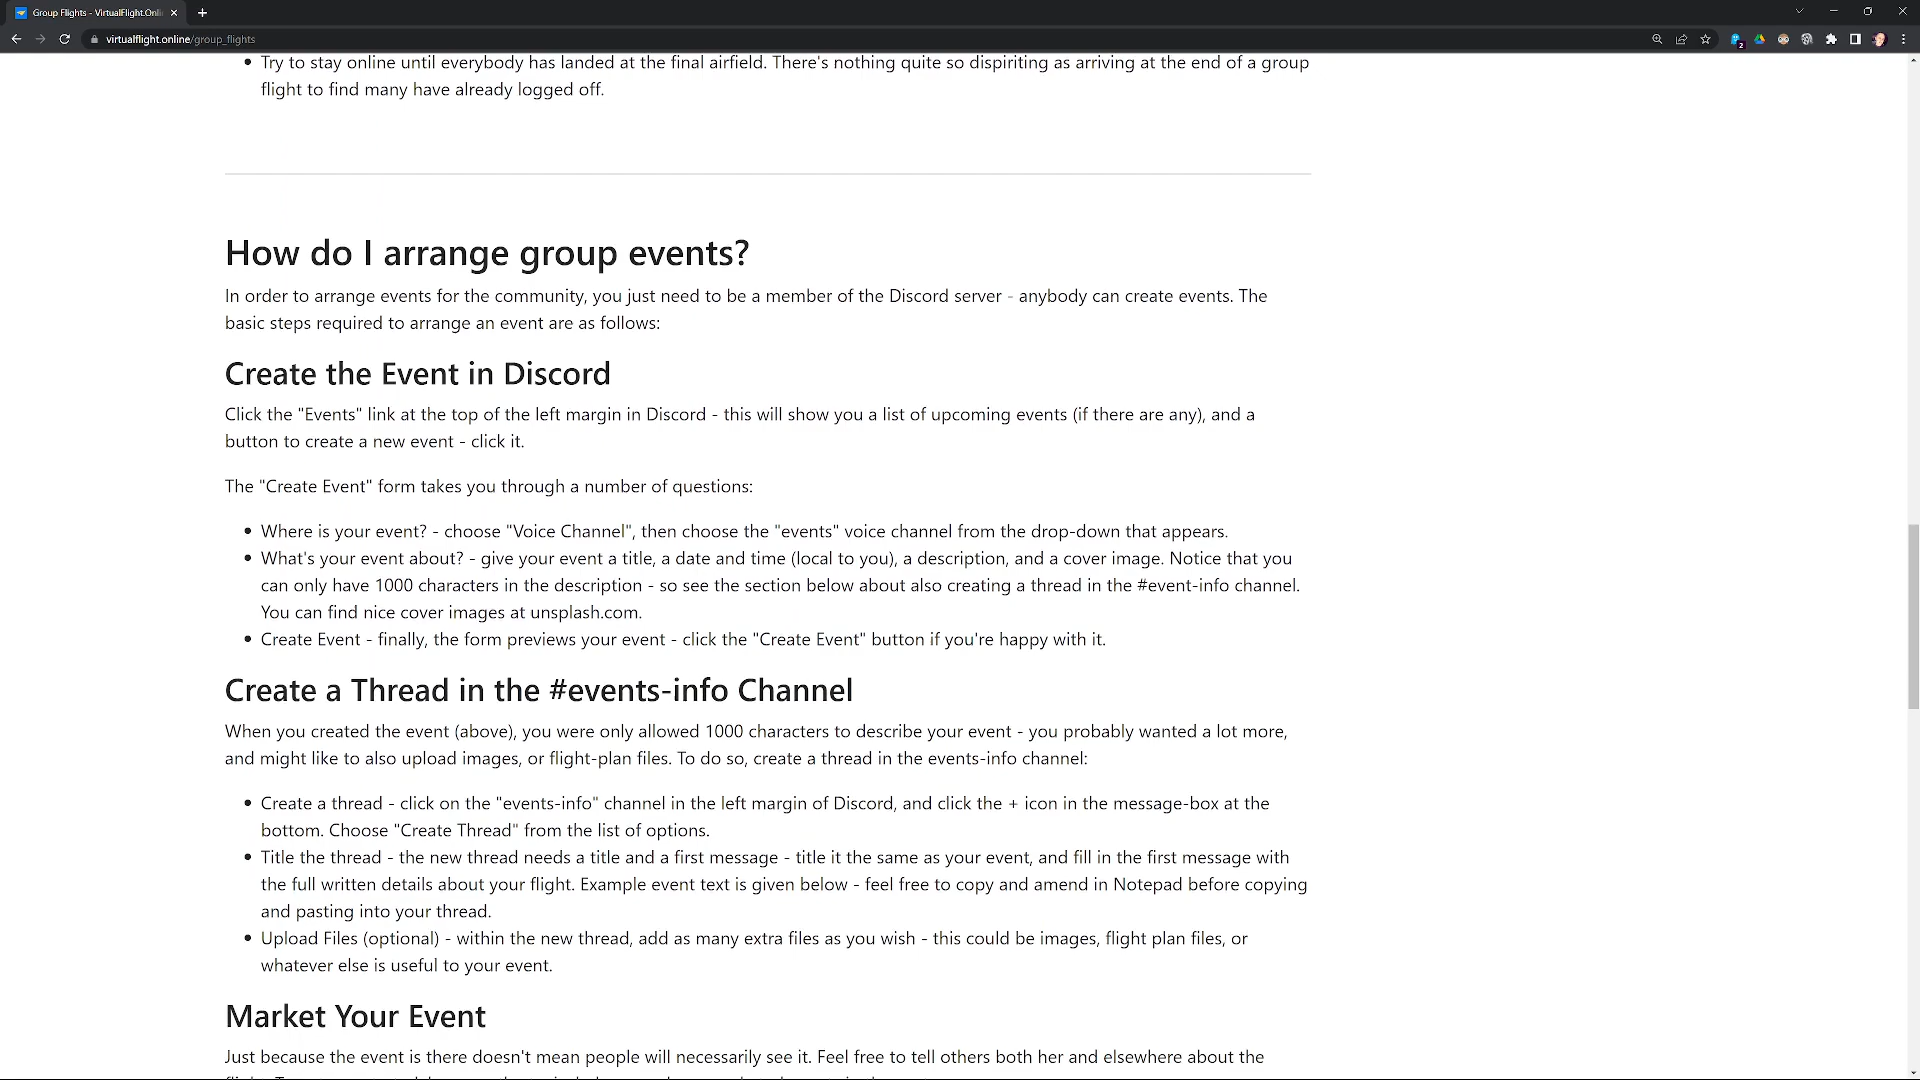 Group Flights - VirtualFlight.Onli
virtualflight.online/group_flights
2
• Try to stay online until everybody has landed at the final airfield. There's nothing quite so dispiriting as arriving at the end of a group
flight to find many have already logged off.
How do I arrange group events?
In order to arrange events for the community, you just need to be a member of the Discord server - anybody can create events. The
basic steps required to arrange an event are as follows:
Create the Event in Discord
Click the "Events" link at the top of the left margin in Discord - this will show you a list of upcoming events (if there are any), and a
button to create a new event - click it.
The "Create Event" form takes you through a number of questions:
• Where is your event? - choose "Voice Channel", then choose the "events" voice channel from the drop-down that appears.
• What's your event about? - give your event a title, a date and time (local to you), a description, and a cover image. Notice that you
can only have 1000 characters in the description - so see the section below about also creating a thread in the #event-info channel.
You can find nice cover images at unsplash.com.
• Create Event - finally, the form previews your event - click the "Create Event" button if you're happy with it.
Create a Thread in the #events-info Channel
When you created the event (above), you were only allowed 1000 characters to describe your event - you probably wanted a lot more,
and might like to also upload images, or flight-plan files. To do so, create a thread in the events-info channel:
• Create a thread - click on the "events-info" channel in the left margin of Discord, and click the + icon in the message-box at the
bottom. Choose "Create Thread" from the list of options.
• Title the thread - the new thread needs a title and a first message - title it the same as your event, and fill in the first message with
the full written details about your flight. Example event text is given below - feel free to copy and amend in Notepad before copying
and pasting into your thread.
• Upload Files (optional) - within the new thread, add as many extra files as you wish - this could be images, flight plan files, or
whatever else is useful to your event.
Market Your Event
Just because the event is there doesn't mean people will necessarily see it. Feel free to tell others both her and elsewhere about the